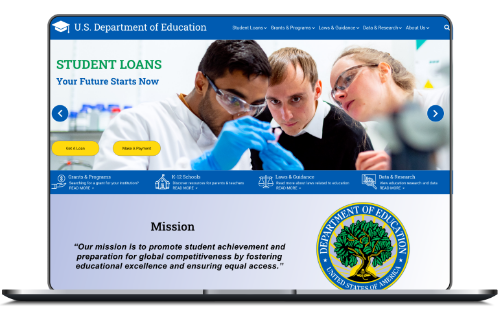 U.S. Department of Education
Student Loans Grants & Programs Laws & Guidance Data & Research About Us
STUDENT LOANS
Your Future Starts Now
Get A Loan Make a Payment
Grants & Programs
Searching for a grant for your institution?
READ MORE >
K-12 Schools
Discover resources for parents & teachers
READ MORE >
Laws & Guidance
Read more about laws related to education
READ MORE >
Data & Research
View education research and data
READ MORE >
Mission
"Our mission is to promote student achievement and
preparation for global competitiveness by fostering
educational excellence and ensuring equal access."
DEPARTMENT OF EDUCATION
UNITED STATES OF AMERICA